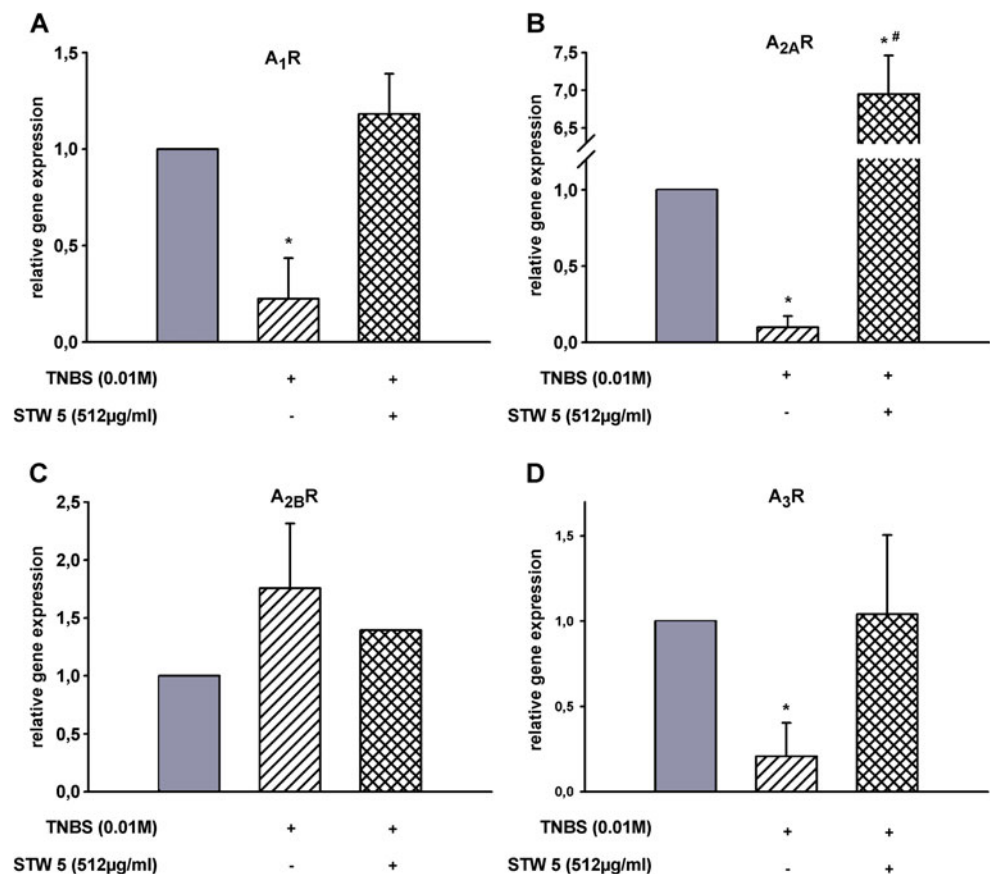 A
A1R
relative gene expression
1,5
1,0
0,5
0,0
*
TNBS (0.01M) + +
STW 5 (512µg/ml) - +
B
A2AR
relative gene expression
7,5
7,0
6,5
1,0
0,5
0,0
*
* #
TNBS (0.01M) + +
STW 5 (512µg/ml) - +
C
A2BR
relative gene expression
2,5
2,0
1,5
1,0
0,5
0,0
TNBS (0.01M) + +
STW 5 (512µg/ml) - +
D
A3R
relative gene expression
1,5
1,0
0,5
0,0
*
TNBS (0.01M) + +
STW 5 (512µg/ml) - +